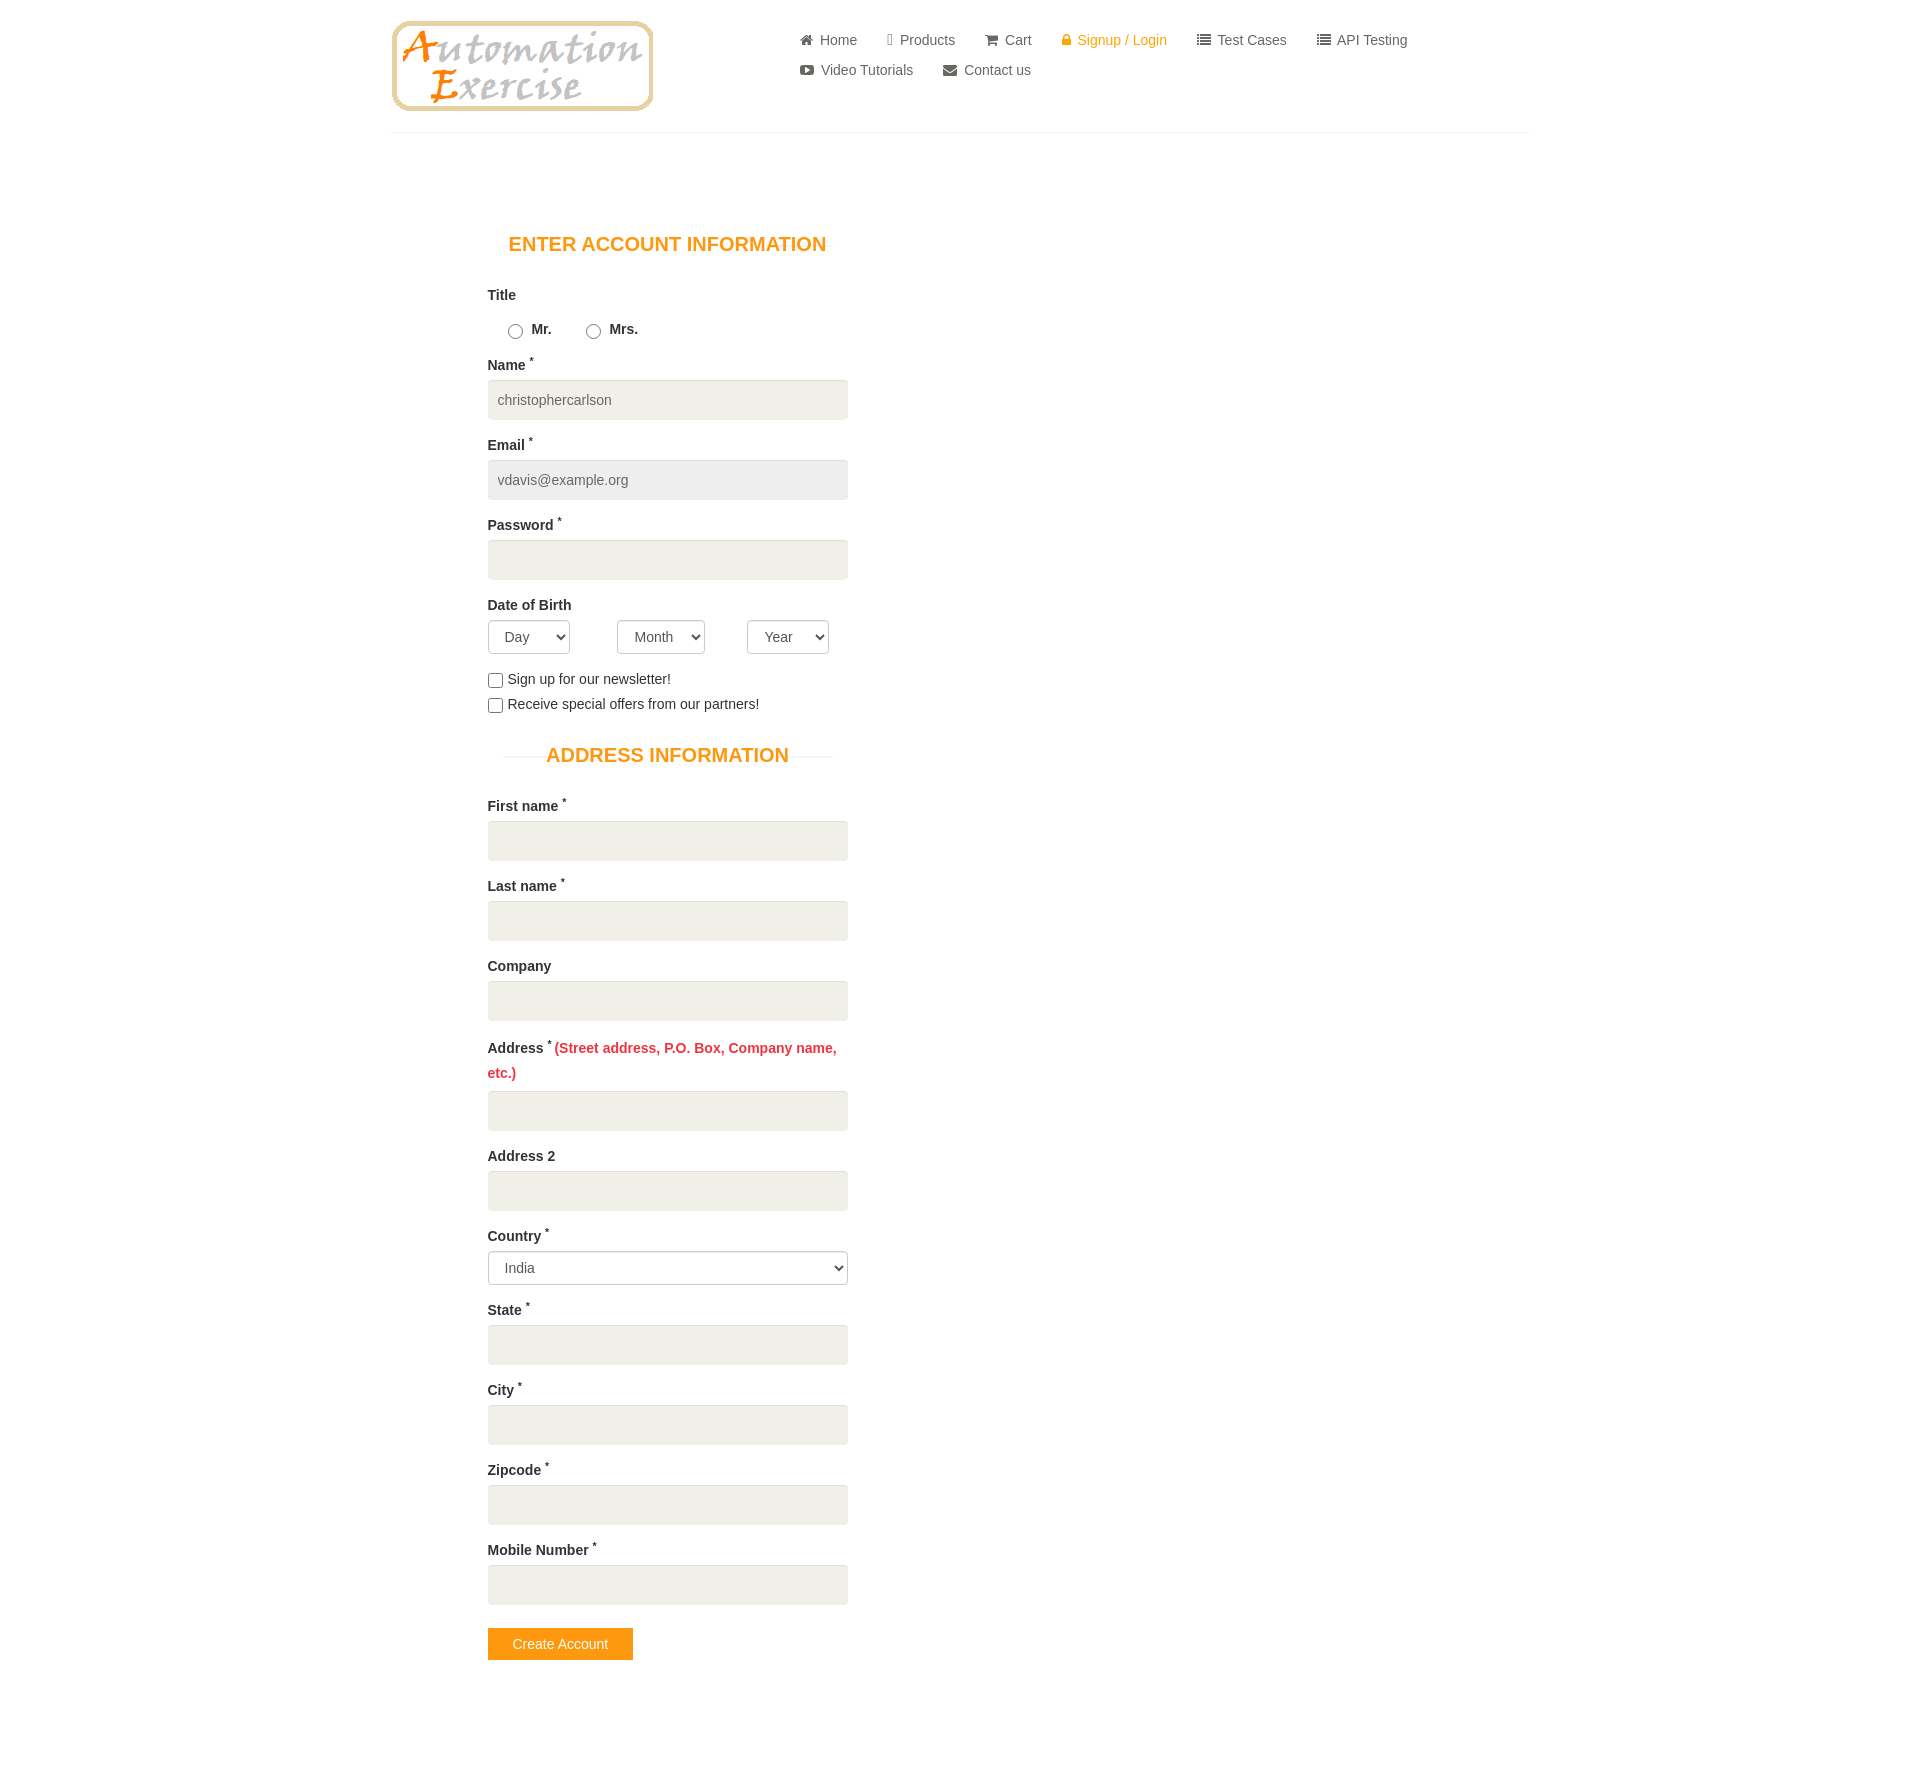 Automation
Exercise
Home Products Cart Signup / Login Test Cases API Testing
Video Tutorials Contact us
ENTER ACCOUNT INFORMATION
Title
Mr. Mrs.
Name *
christophercarlson
Email *
vdavis@example.org
Password *
Date of Birth
Day Month Year
Sign up for our newsletter!
Receive special offers from our partners!
ADDRESS INFORMATION
First name *
Last name *
Company
Address * (Street address, P.O. Box, Company name,
etc.)
Address 2
Country *
India
State *
City *
Zipcode *
Mobile Number *
Create Account